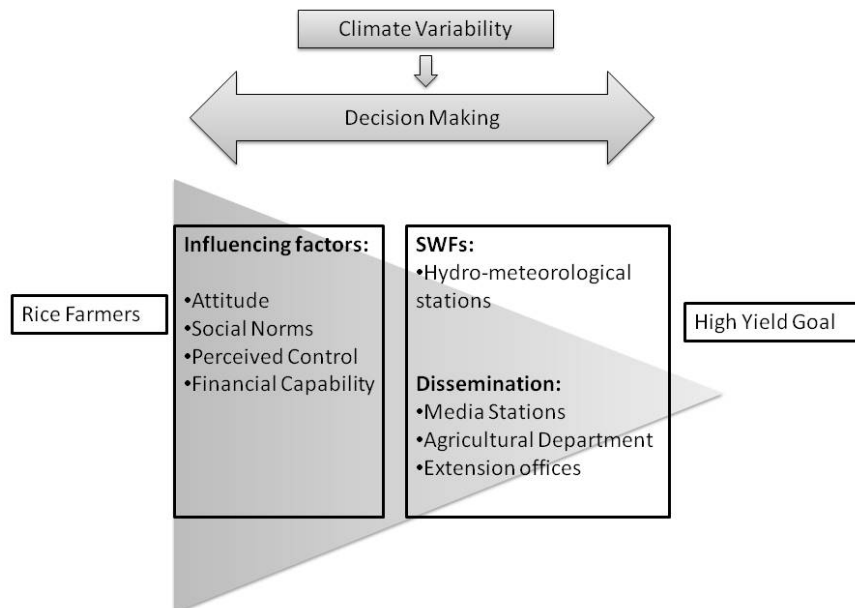 Climate Variability
Decision Making
Rice Farmers
Influencing factors:
•Attitude
•Social Norms
•Perceived Control
•Financial Capability
SWFs:
•Hydro-meteorological
stations
Dissemination:
•Media Stations
•Agricultural Department
•Extension offices
High Yield Goal